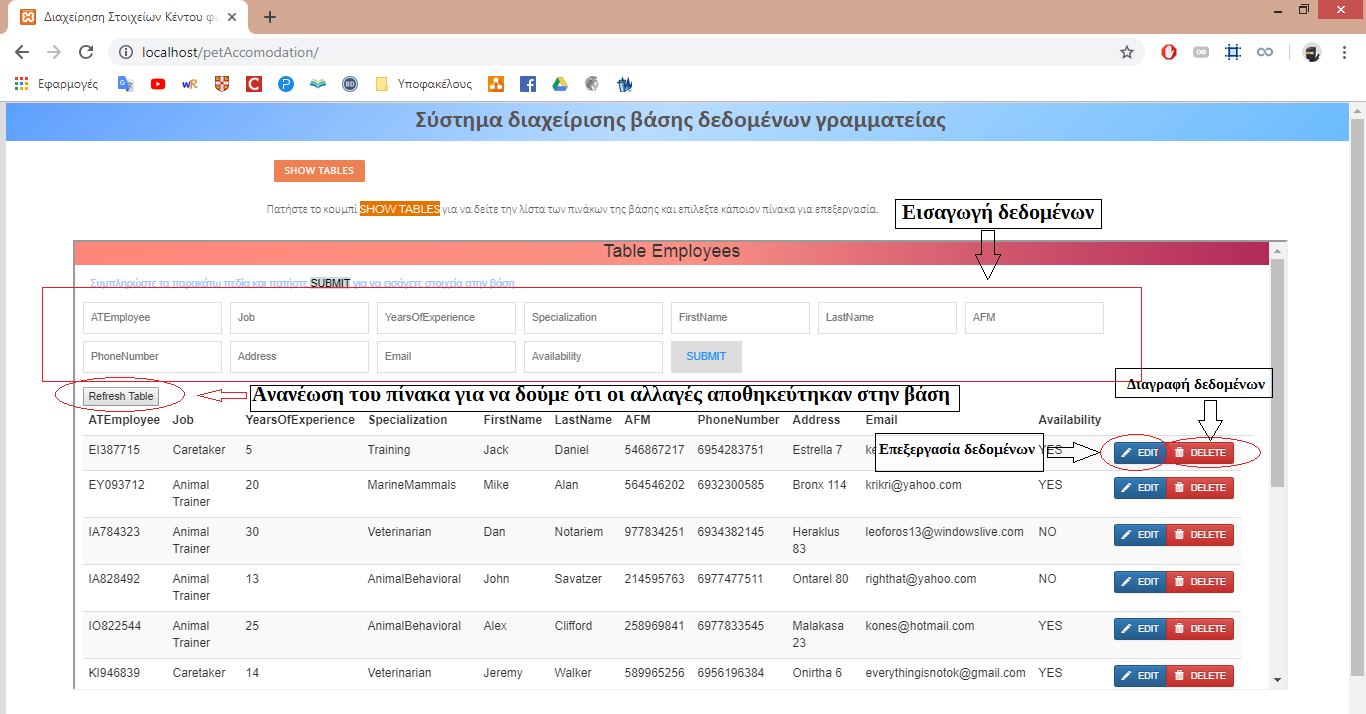 Διαχείρηση Στοιχείων Κέντου φι
localhost/petAccomodation/
Εφαρμογές
Υποφακέλους
Σύστημα διαχείρισης βάσης δεδομένων γραμματείας
SHOW TABLES
Πατήστε το κουμπί SHOW TABLES για να δείτε την λίστα των πινάκων της βάσης και επιλεξτε κάποιον πίνακα για επεξεργασία.
Εισαγωγή δεδομένων
Table Employees
Συμπληρώστε τα παρακάτω πεδία και πατήστε SUBMIT για να εισάγετε στοιχεία στην βάση.
ATEmployee Job YearsOfExperience Specialization FirstName LastName AFM
PhoneNumber Address Email Availability SUBMIT
Διαγραφή δεδομένων
Refresh Table
Ανανέωση του πίνακα για να δούμε ότι οι αλλαγές αποθηκεύτηκαν στην βάση
ATEmployee Job YearsOfExperience Specialization FirstName LastName AFM PhoneNumber Address Email Availability
EI387715 Caretaker 5 Training Jack Daniel 546867217 6954283751 Estrella 7 YES EDIT DELETE
Επεξεργασία δεδομένων
EY093712 Animal Trainer 20 MarineMammals Mike Alan 564546202 6932300585 Bronx 114 krikri@yahoo.com YES EDIT DELETE
IA784323 Animal Trainer 30 Veterinarian Dan Notariem 977834251 6934382145 Heraklus 83 leoforos13@windowslive.com NO EDIT DELETE
IA828492 Animal Trainer 13 AnimalBehavioral John Savatzer 214595763 6977477511 Ontarel 80 righthat@yahoo.com NO EDIT DELETE
IO822544 Animal Trainer 25 AnimalBehavioral Alex Clifford 258969841 6977833545 Malakasa 23 kones@hotmail.com YES EDIT DELETE
KI946839 Caretaker 14 Veterinarian Jeremy Walker 589965256 6956196384 Onirtha 6 everythingisnotok@gmail.com YES EDIT DELETE